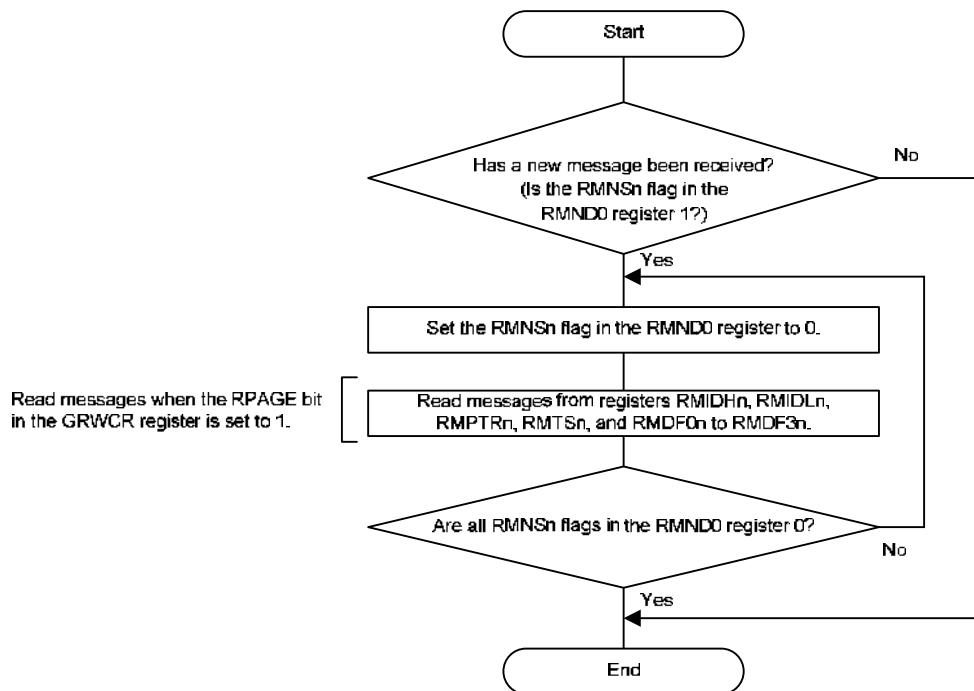 Start
Has a new message been received?
(Is the RMNSn flag in the
RMND0 register 1?)
No
Yes
Set the RMNSn flag in the RMND0 register to 0.
Read messages when the RPAGE bit
in the GRWCR register is set to 1.
Read messages from registers RMIDHn, RMIDLn,
RMPTRn, RMTSn, and RMDF0n to RMDF3n.
Are all RMNSn flags in the RMND0 register 0?
No
Yes
End